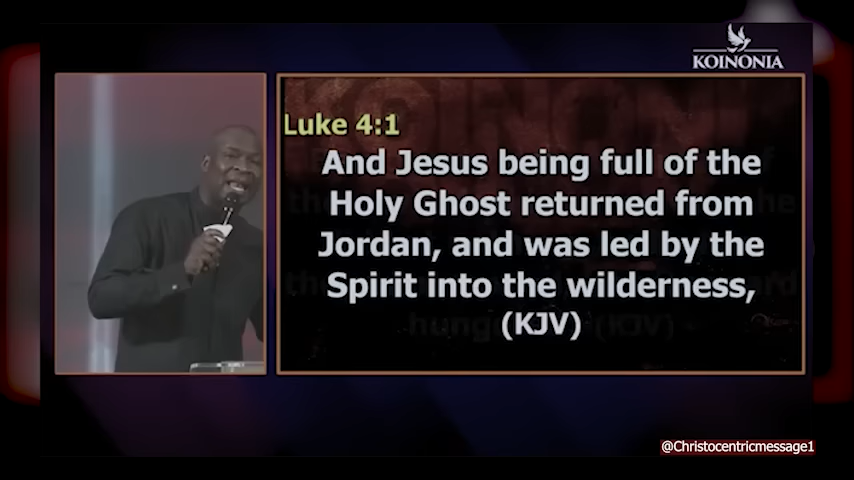 KOINONIA
Luke 4:1
And Jesus being full of the
Holy Ghost returned from
Jordan, and was led by the
Spirit into the wilderness,
(KJV)
@Christocentricmessage1